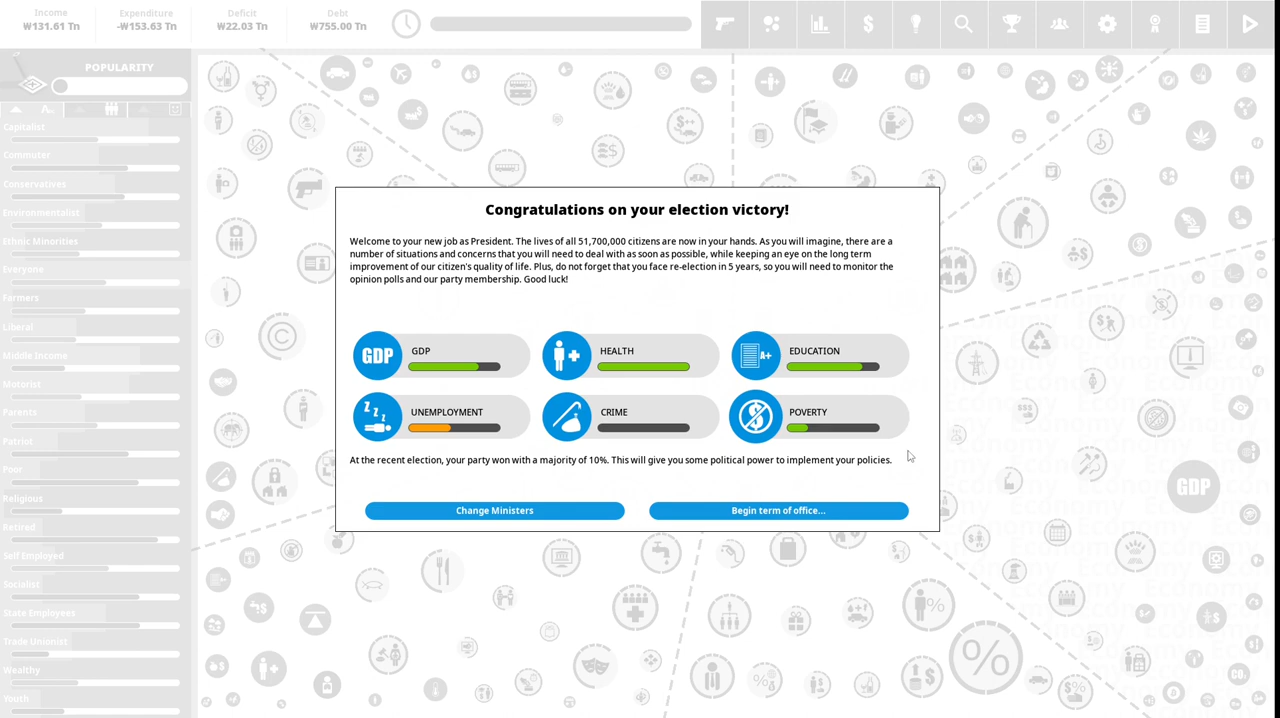 Income
Expenditure
Deficit
Debt
₩131.61 Tn
-₩153.63 Tn
₩22.03 Tn
₩755.00 Tn
POPULARITY
Capitalist
Commuter
Conservatives
Environmentalist
Ethnic Minorities
Everyone
Farmers
Liberal
Middle Income
Motorist
Parents
Patriot
Poor
Religious
Retired
Self Employed
Socialist
State Employees
Trade Unionist
Wealthy
Youth
Congratulations on your election victory!
Welcome to your new job as President. The lives of all 51,700,000 citizens are now in your hands. As you will imagine, there are a
number of situations and concerns that you will need to deal with as soon as possible, while keeping an eye on the long term
improvement of our citizen's quality of life. Plus, do not forget that you face re-election in 5 years, so you will need to monitor the
opinion polls and our party membership. Good luck!
GDP
GDP
HEALTH
A+
EDUCATION
Z Z Z
UNEMPLOYMENT
CRIME
POVERTY
At the recent election, your party won with a majority of 10%. This will give you some political power to implement your policies.
Change Ministers
Begin term of office...
GDP
Economy